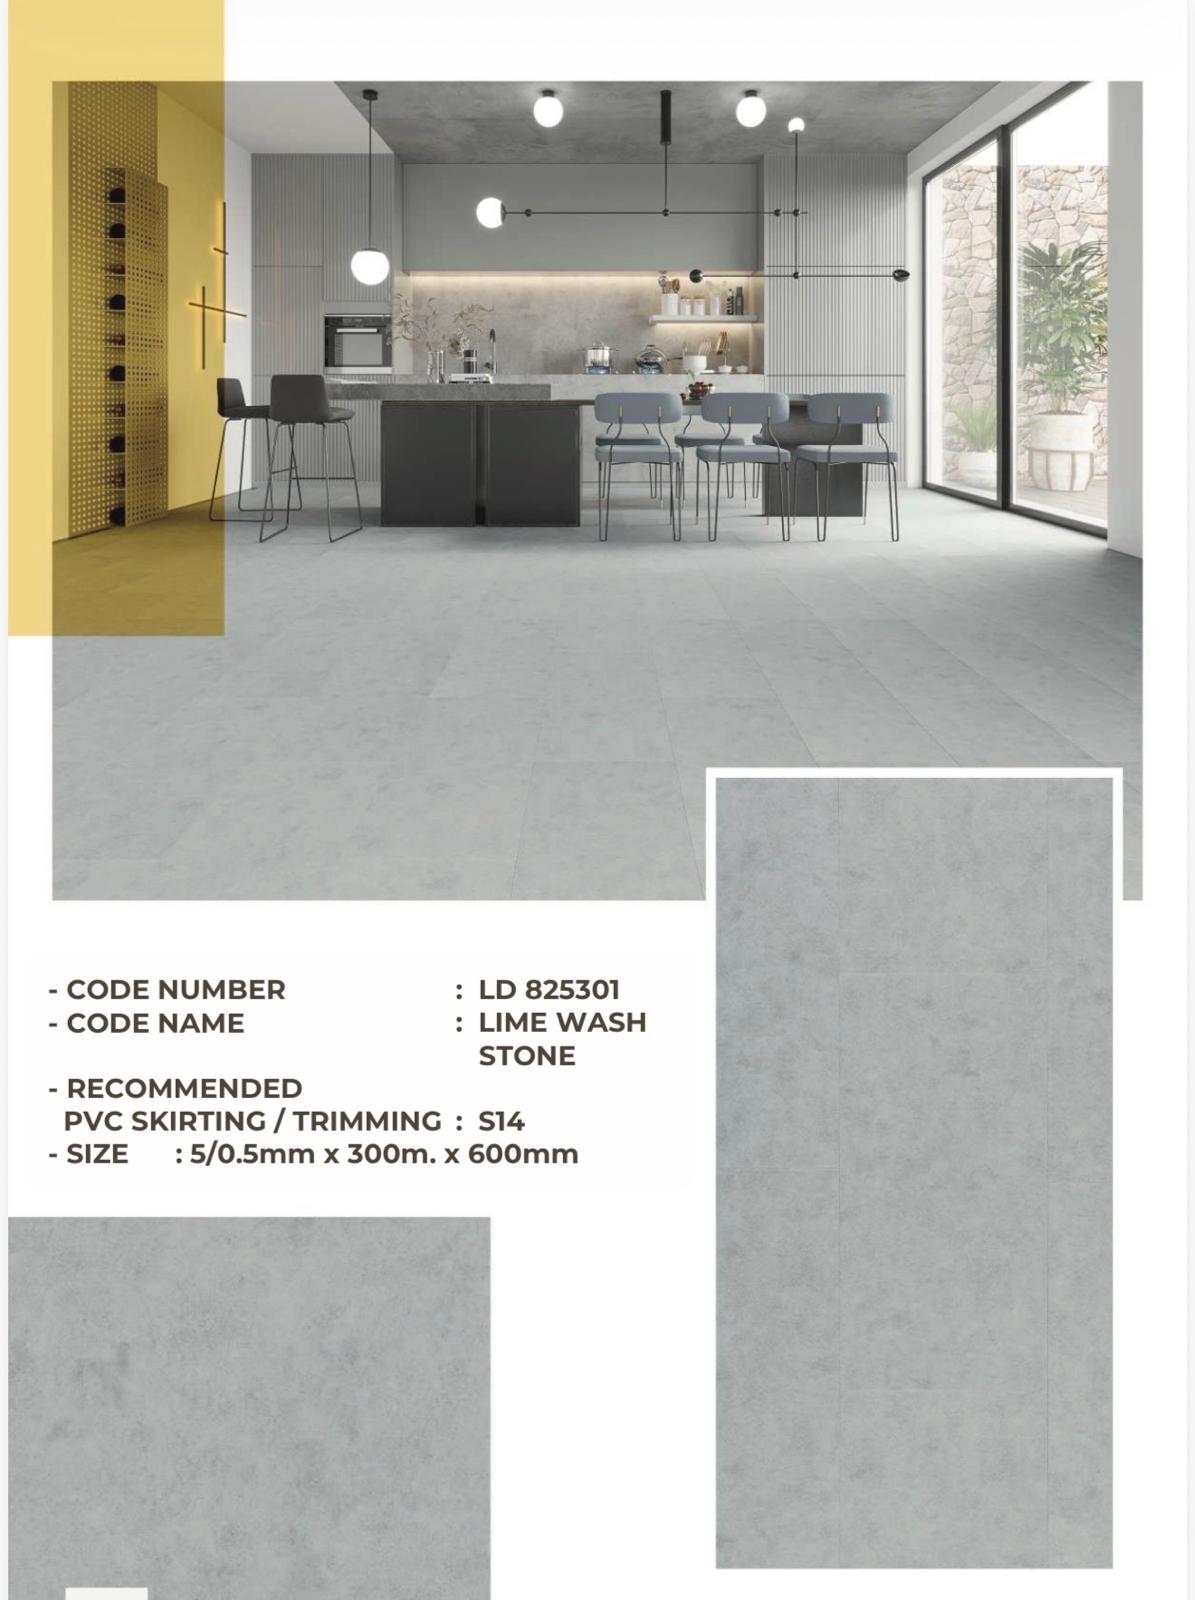 - CODE NUMBER : LD 825301
- CODE NAME : LIME WASH
STONE
- RECOMMENDED
PVC SKIRTING / TRIMMING : S14
- SIZE : 5/0.5mm x 300m. x 600mm